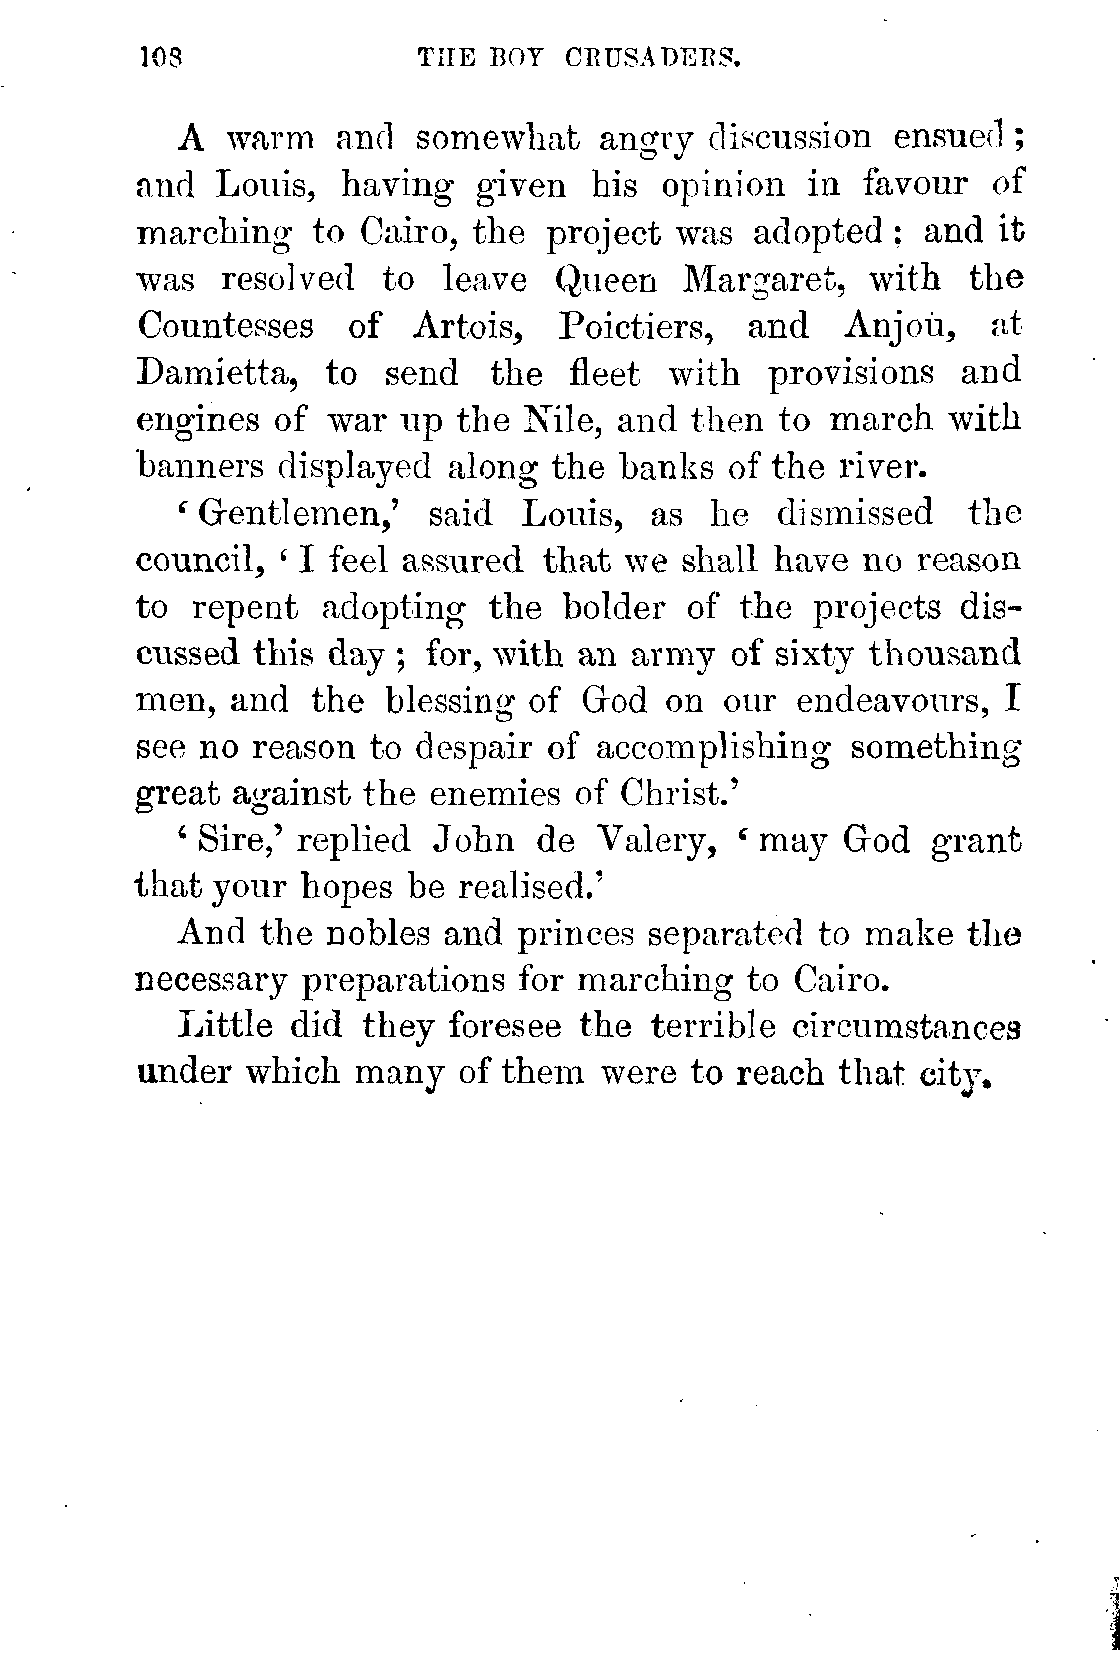 108 THE BOY CRUSADERS.
A warm and somewhat angry discussion ensued;
and Louis, having given his opinion in favour of
marching to Cairo, the project was adopted; and it
was resolved to leave Queen Margaret, with the
Countesses of Artois, Poictiers, and Anjou, at
Damietta, to send the fleet with provisions and
engines of war up the Nile, and then to march with
banners displayed along the banks of the river.
‘Gentlemen,’ said Louis, as he dismissed the
council, ‘I feel assured that we shall have no reason
to repent adopting the bolder of the projects dis-
cussed this day; for, with an army of sixty thousand
men, and the blessing of God on our endeavours, I
see no reason to despair of accomplishing something
great against the enemies of Christ.’
‘Sire,’ replied John de Valery, ‘may God grant
that your hopes be realised.’
And the nobles and princes separated to make the
necessary preparations for marching to Cairo.
Little did they foresee the terrible circumstances
under which many of them were to reach that city.